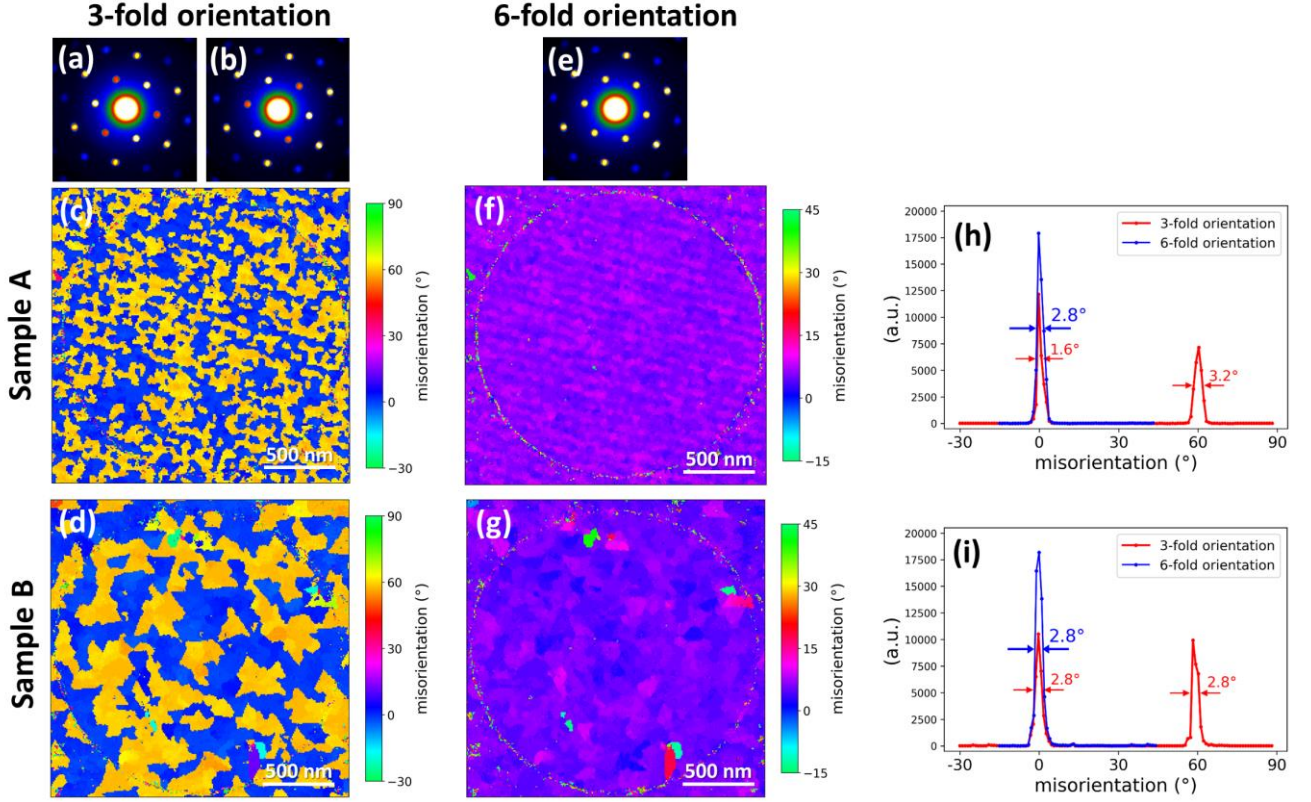 3-fold orientation
6-fold orientation
(a)
(b)
(e)
Sample A
(c)
90
60
30
0
−30
misorientation (°)
500 nm
(f)
45
30
15
0
−15
misorientation (°)
500 nm
(h)
20000
17500
15000
12500
10000
7500
5000
2500
0
(a.u.)
3-fold orientation
6-fold orientation
2.8°
1.6°
3.2°
-30
0
30
60
90
misorientation (°)
Sample B
(d)
90
60
30
0
−30
misorientation (°)
500 nm
(g)
45
30
15
0
−15
misorientation (°)
500 nm
(i)
20000
17500
15000
12500
10000
7500
5000
2500
0
(a.u.)
3-fold orientation
6-fold orientation
2.8°
2.8°
2.8°
-30
0
30
60
90
misorientation (°)